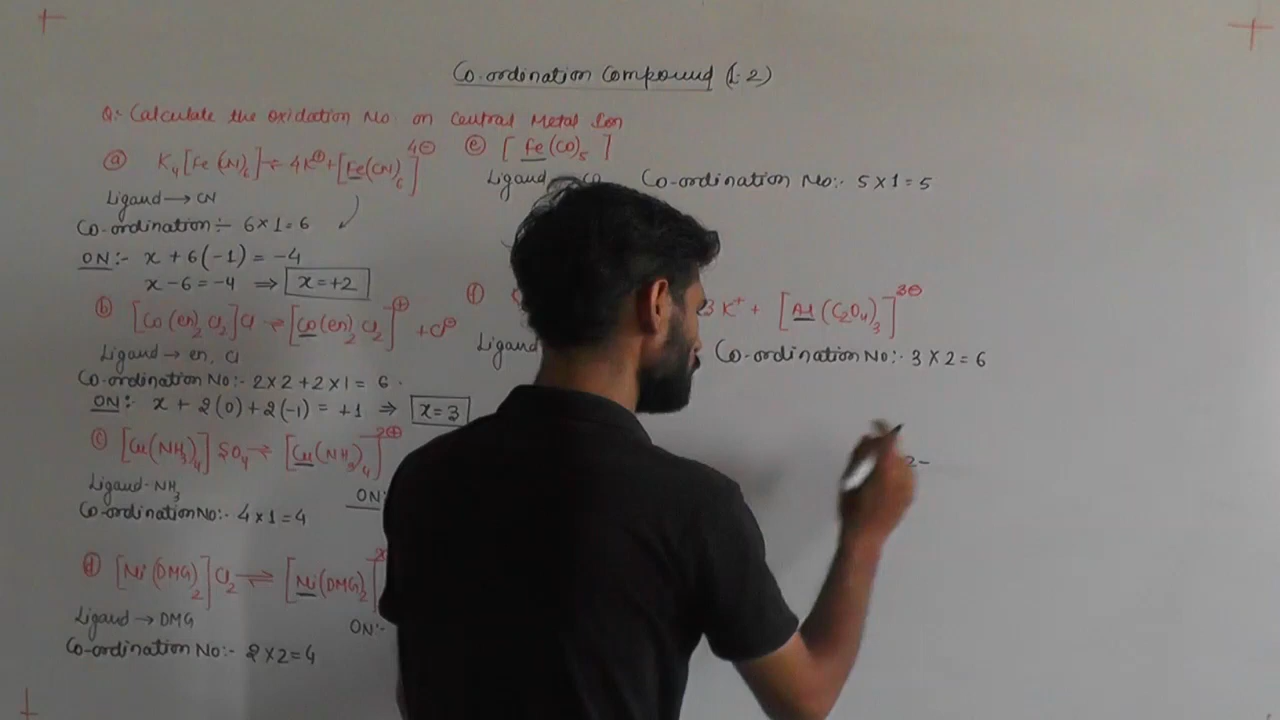 Co-ordination Compound (L-2)
Q:- Calculate the oxidation No. on Central Metal Ion
(a) K₄[Fe(CN)₆] ⇌ 4K⊕ + [Fe(CN)₆]4⊖
Ligand → CN
Co-ordination :- 6×1=6
ON:- x + 6(-1) = -4
x - 6 = -4 ⇒ x=+2
(b) [Co(en)₂Cl₂]Cl ⇌ [Co(en)₂Cl₂]⊕ + Cl⊖
Ligand → en, Cl
Co-ordination No:- 2×2+2×1= 6
ON:- x + 2(0)+2(-1) = +1 ⇒ x=3
(c) [Cu(NH₃)₄]SO₄ ⇌ [Cu(NH₃)₄]2⊕
Ligand- NH₃
ON:
Co-ordination No:- 4×1=4
(d) [Ni(DMG)₂]Cl₂ ⇌ [Ni(DMG)₂]
Ligand → DMG
ON:-
Co-ordination No:- 2×2=4
(e) [Fe(CO)₅]
Ligand CO Co-ordination No:- 5×1=5
(f) 3K⁺ + [Al(C₂O₄)₃]3⊖
Ligand Co-ordination No:- 3×2=6
2-